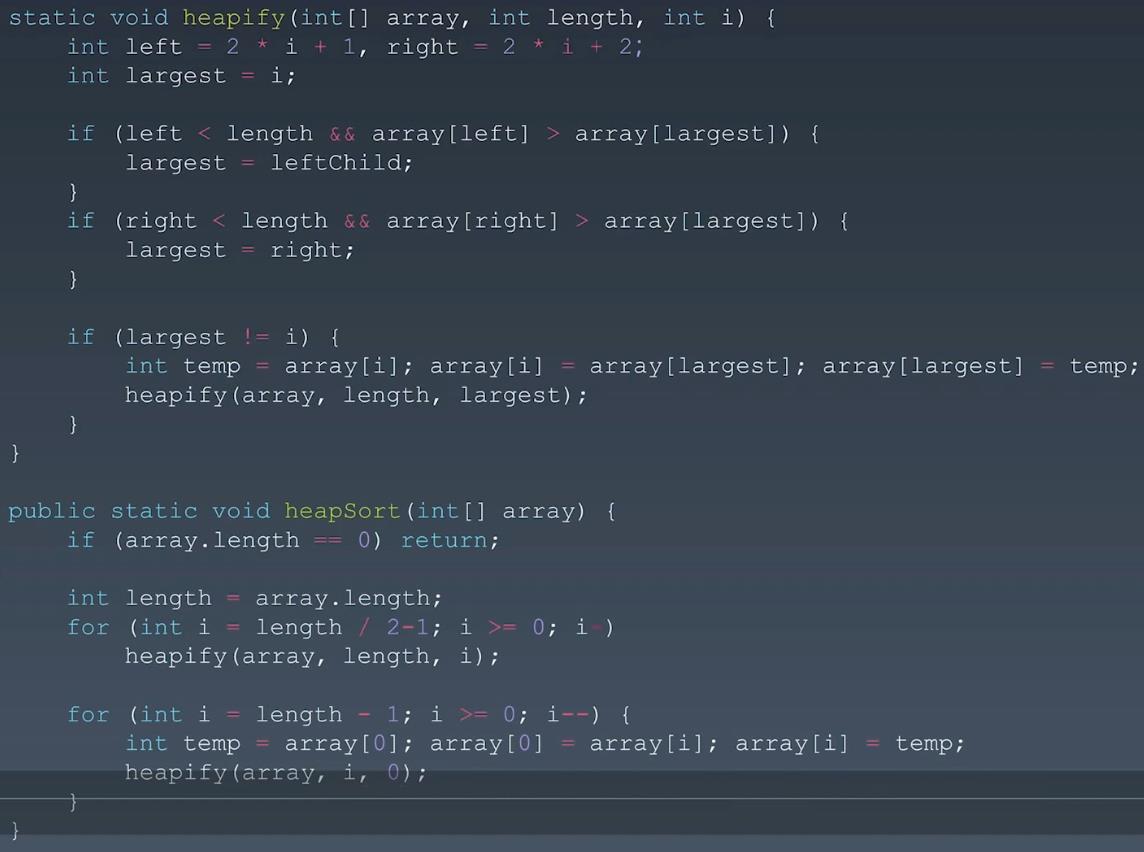 static void heapify(int[] array, int length, int i) {
    int left = 2 * i + 1, right = 2 * i + 2;
    int largest = i;

    if (left < length && array[left] > array[largest]) {
        largest = leftChild;
    }
    if (right < length && array[right] > array[largest]) {
        largest = right;
    }

    if (largest != i) {
        int temp = array[i]; array[i] = array[largest]; array[largest] = temp;
        heapify(array, length, largest);
    }
}

public static void heapSort(int[] array) {
    if (array.length == 0) return;

    int length = array.length;
    for (int i = length / 2-1; i >= 0; i-)
        heapify(array, length, i);

    for (int i = length - 1; i >= 0; i--) {
        int temp = array[0]; array[0] = array[i]; array[i] = temp;
        heapify(array, i, 0);
    }
}